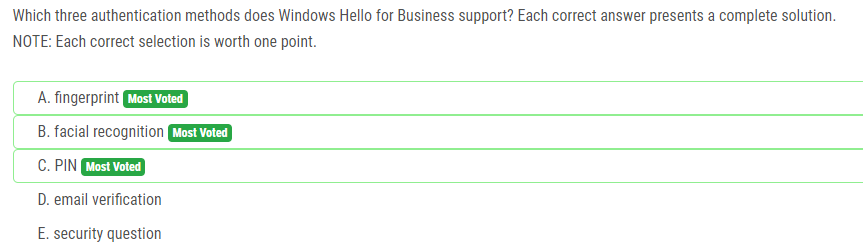 Which three authentication methods does Windows Hello for Business support? Each correct answer presents a complete solution.
NOTE: Each correct selection is worth one point.
A. fingerprint Most Voted
B. facial recognition Most Voted
C. PIN Most Voted
D. email verification
E. security question